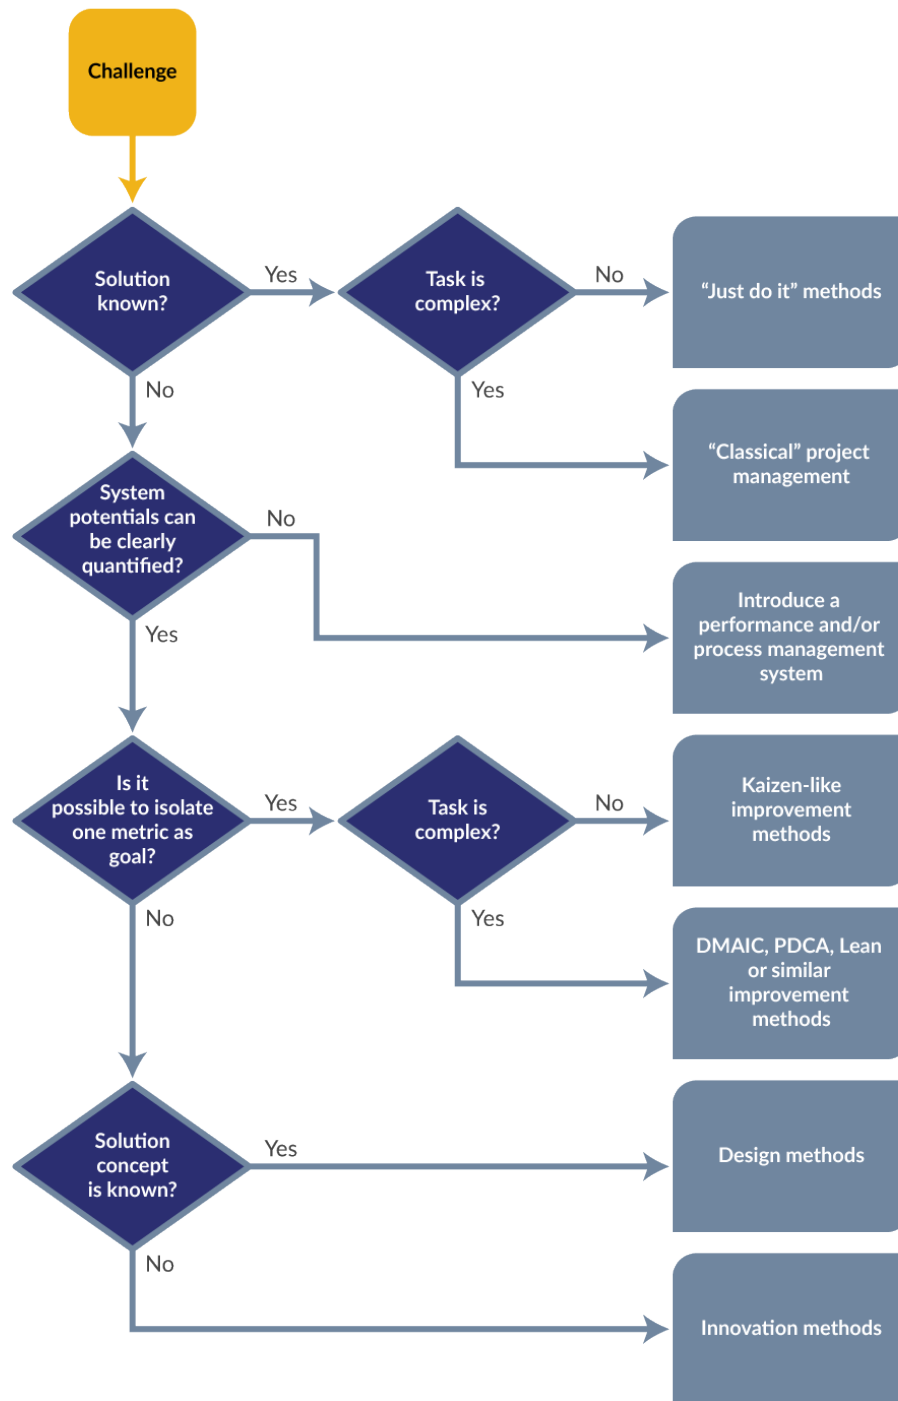 Challenge
Solution
known?
Yes
Task is
complex?
No
“Just do it” methods
No
Yes
“Classical” project
management
System
potentials can
be clearly
quantified?
No
Introduce a
performance and/or
process management
system
Yes
Is it
possible to isolate
one metric as
goal?
Yes
Task is
complex?
No
Kaizen-like
improvement
methods
No
Yes
DMAIC, PDCA, Lean
or similar
improvement
methods
Solution
concept
is known?
Yes
Design methods
No
Innovation methods